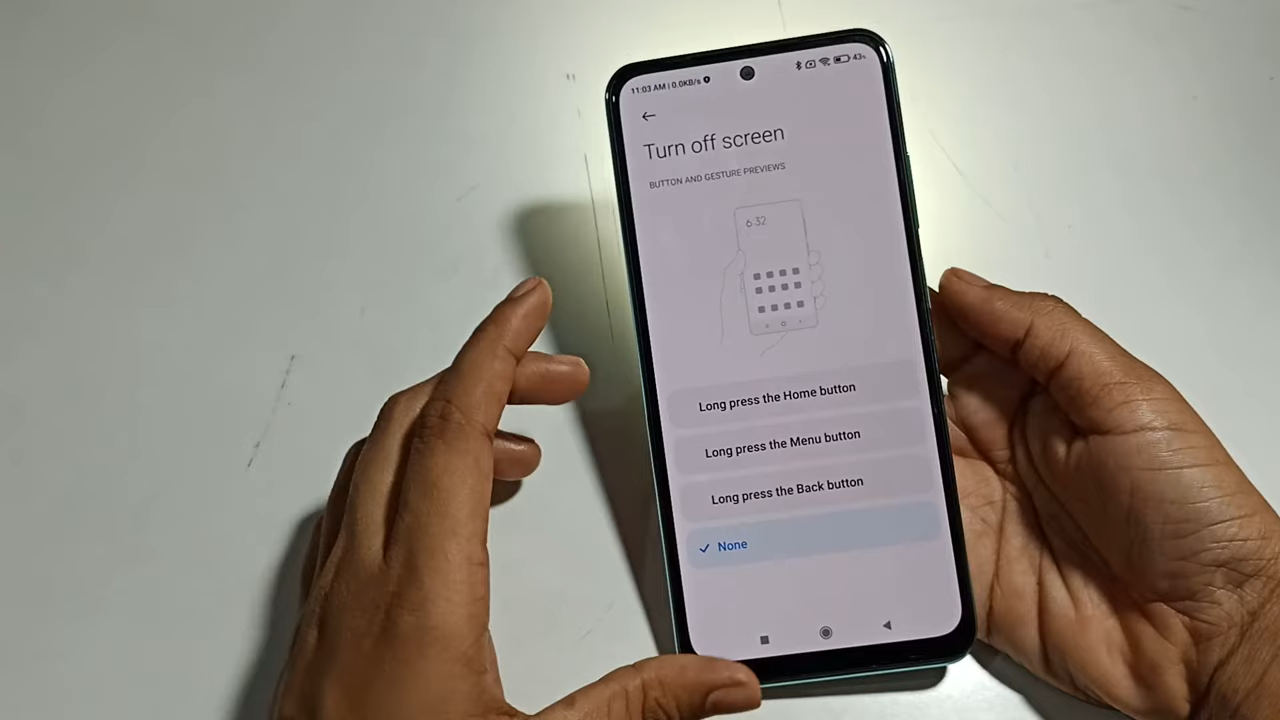 11:03 AM | 0.0KB/s
43%
Turn off screen
BUTTON AND GESTURE PREVIEWS
6:32
Long press the Home button
Long press the Menu button
Long press the Back button
None